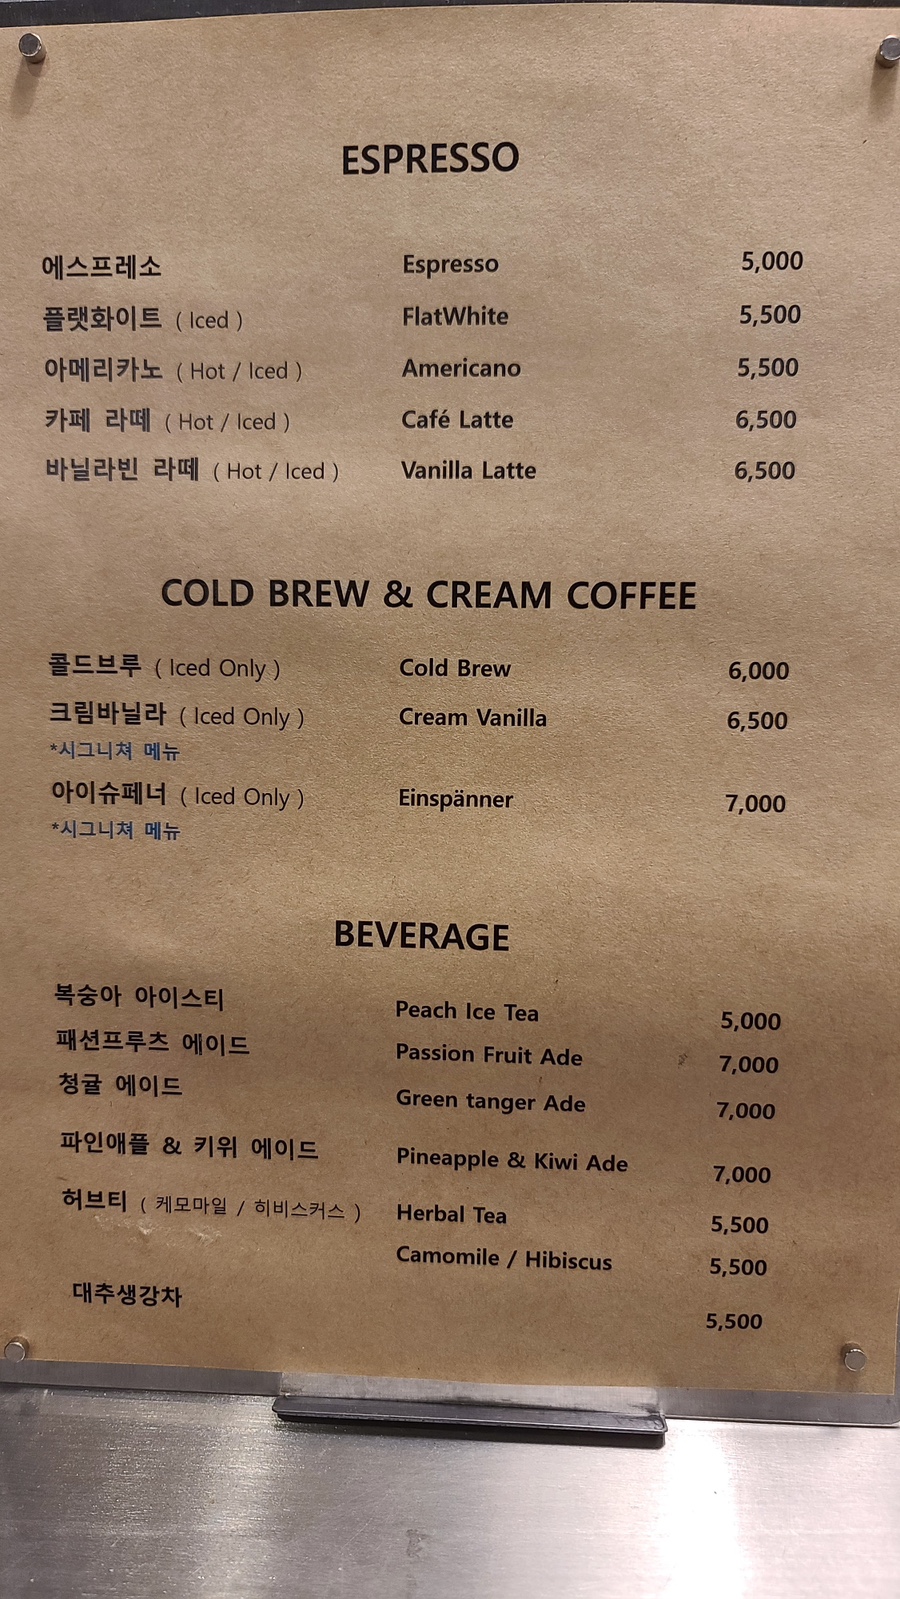 ESPRESSO
에스프레소 Espresso 5,000
플랫화이트 ( Iced ) FlatWhite 5,500
아메리카노 ( Hot / Iced ) Americano 5,500
카페 라떼 ( Hot / Iced ) Café Latte 6,500
바닐라빈 라떼 ( Hot / Iced ) Vanilla Latte 6,500
COLD BREW & CREAM COFFEE
콜드브루 ( Iced Only ) Cold Brew 6,000
크림바닐라 ( Iced Only ) Cream Vanilla 6,500
*시그니쳐 메뉴
아이슈페너 ( Iced Only ) Einspänner 7,000
*시그니쳐 메뉴
BEVERAGE
복숭아 아이스티 Peach Ice Tea 5,000
패션프루츠 에이드 Passion Fruit Ade 7,000
청귤 에이드 Green tanger Ade 7,000
파인애플 & 키위 에이드 Pineapple & Kiwi Ade 7,000
허브티 ( 케모마일 / 히비스커스 ) Herbal Tea 5,500
Camomile / Hibiscus 5,500
대추생강차 5,500